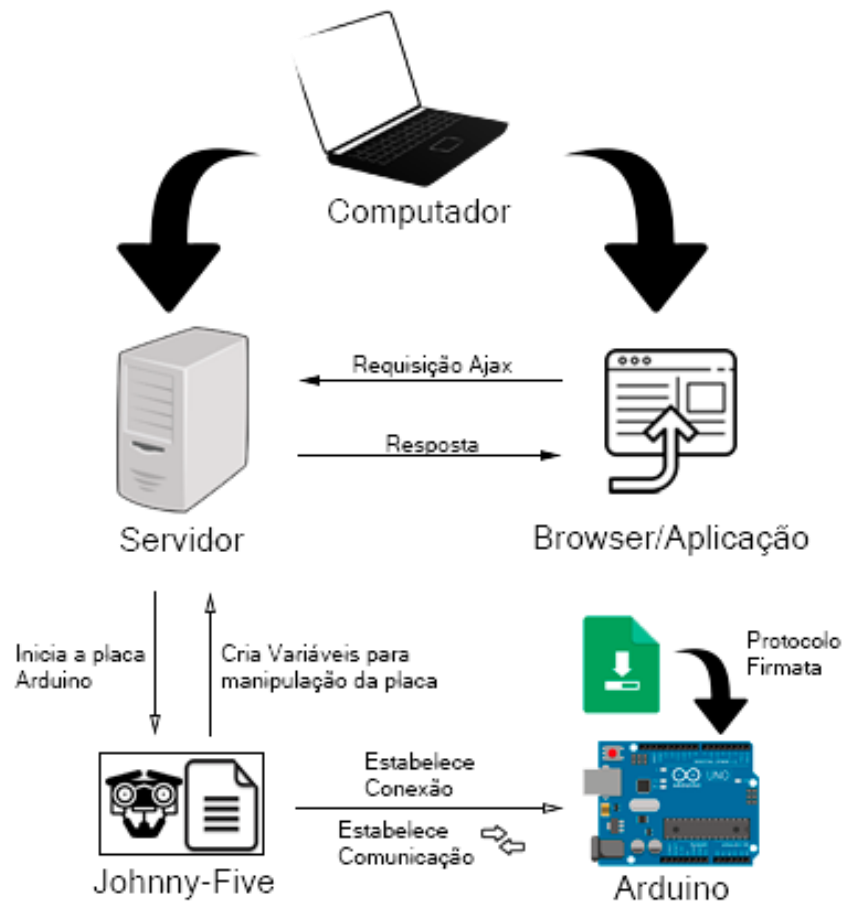 Computador
Requisição Ajax
Resposta
Servidor
Browser/Aplicação
Inicia a placa
Arduino
Cria Variáveis para
manipulação da placa
Protocolo
Firmata
Estabelece
Conexão
Estabelece
Comunicação
UNO
Johnny-Five
Arduino